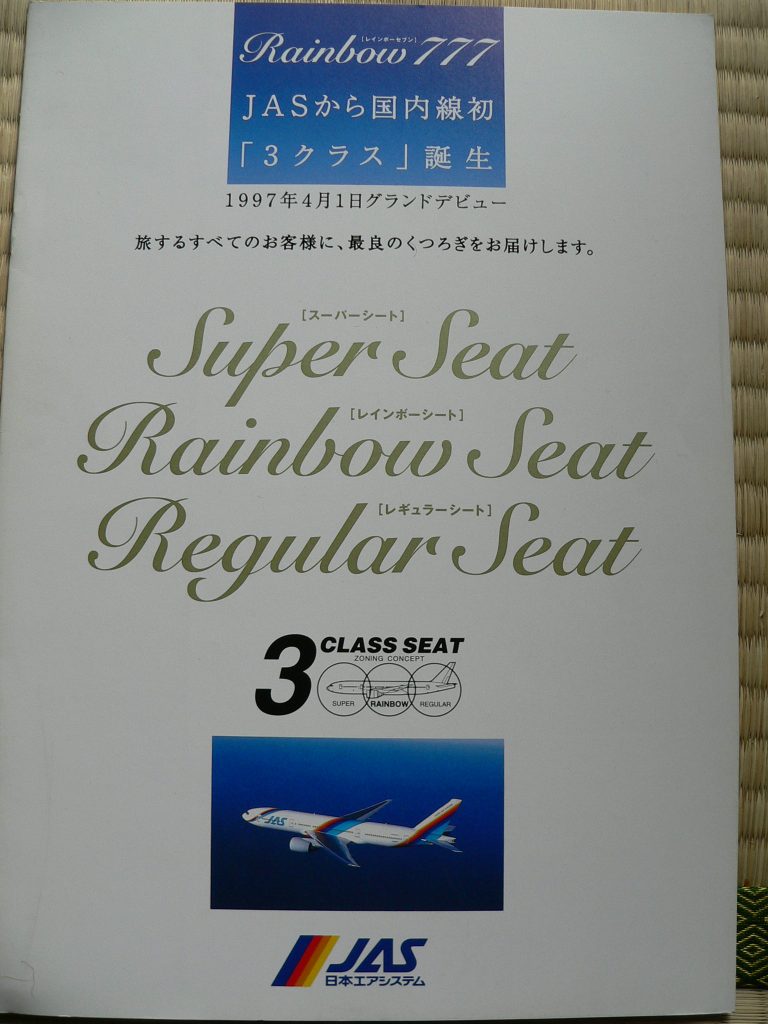 [レインボーセブン]
Rainbow 777
JASから国内線初
「3クラス」誕生
1997年4月1日グランドデビュー
旅するすべてのお客様に、最良のくつろぎをお届けします。
[スーパーシート]
Super Seat
[レインボーシート]
Rainbow Seat
[レギュラーシート]
Regular Seat
3 CLASS SEAT
ZONING CONCEPT
SUPER RAINBOW REGULAR
JAS
JAS
日本エアシステム